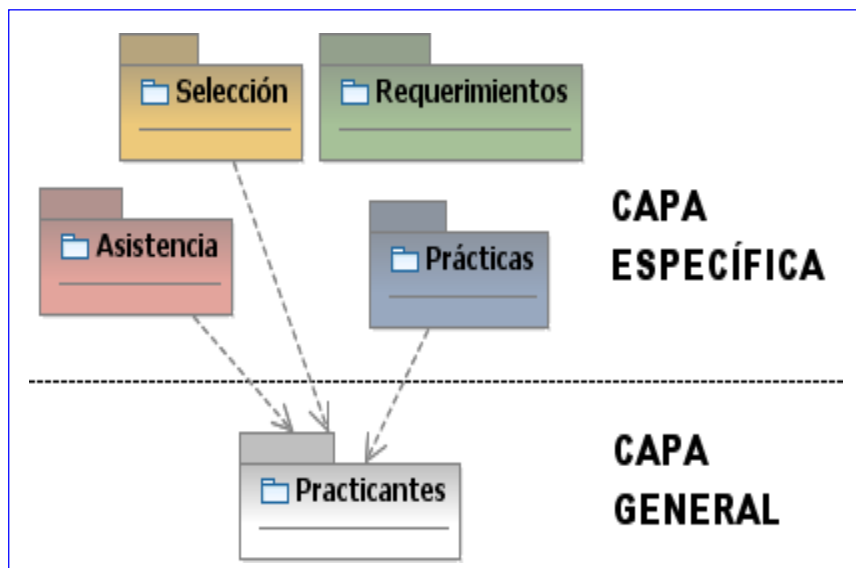 Selección
Requerimientos
Asistencia
Prácticas
CAPA
ESPECÍFICA
Practicantes
CAPA
GENERAL